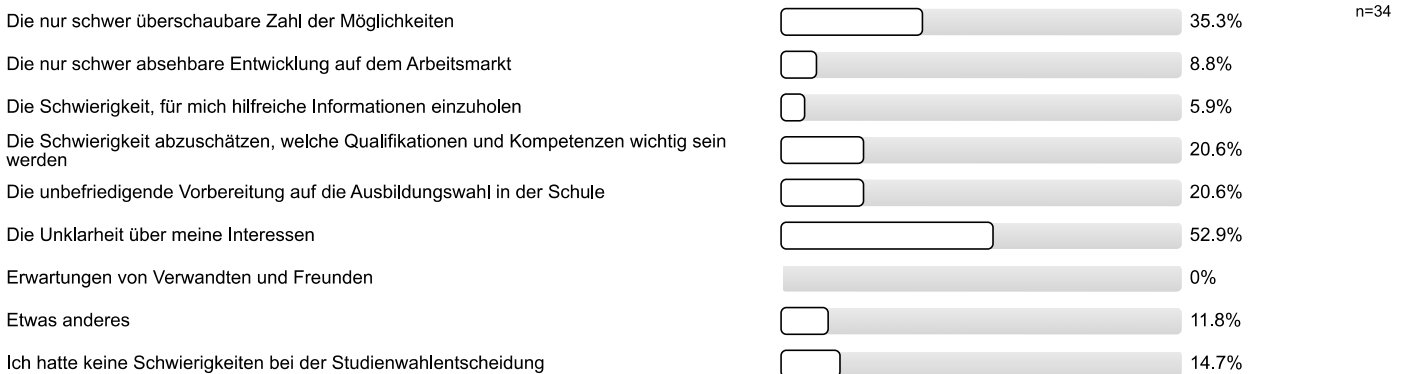 Die nur schwer überschaubare Zahl der Möglichkeiten 35.3% n=34
Die nur schwer absehbare Entwicklung auf dem Arbeitsmarkt 8.8%
Die Schwierigkeit, für mich hilfreiche Informationen einzuholen 5.9%
Die Schwierigkeit abzuschätzen, welche Qualifikationen und Kompetenzen wichtig sein
werden 20.6%
Die unbefriedigende Vorbereitung auf die Ausbildungswahl in der Schule 20.6%
Die Unklarheit über meine Interessen 52.9%
Erwartungen von Verwandten und Freunden 0%
Etwas anderes 11.8%
Ich hatte keine Schwierigkeiten bei der Studienwahlentscheidung 14.7%